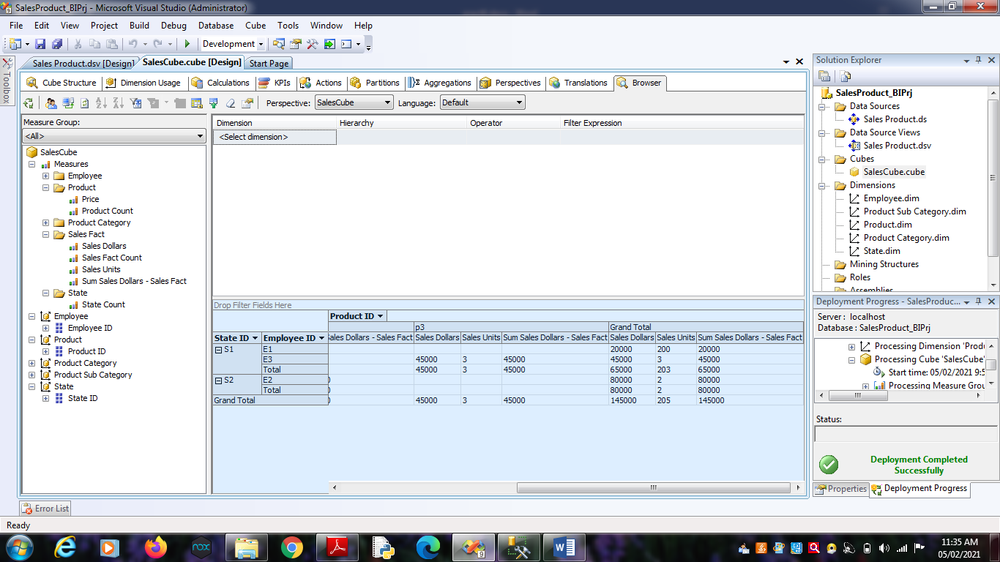 SalesProduct_BIPrj - Microsoft Visual Studio (Administrator)
File Edit View Project Build Debug Database Cube Tools Window Help
Development
Sales Product.dsv [Design] SalesCube.cube [Design] Start Page
Toolbox
Cube Structure Dimension Usage Calculations KPIs Actions Partitions Aggregations Perspectives Translations Browser
Perspective: SalesCube Language: Default
Measure Group:
<All>
SalesCube
Measures
Employee
Product
Price
Product Count
Product Category
Sales Fact
Sales Dollars
Sales Fact Count
Sales Units
Sum Sales Dollars - Sales Fact
State
State Count
Employee
Employee ID
Product
Product ID
Product Category
Product Sub Category
State
State ID
Dimension Hierarchy Operator Filter Expression
<Select dimension>
Drop Filter Fields Here
Product ID
p3 Grand Total
State ID Employee ID ales Dollars - Sales Fact Sales Dollars Sales Units Sum Sales Dollars - Sales Fact Sales Dollars Sales Units Sum Sales Dollars - Sales Fact
S1 E1 20000 200 20000
E3 45000 3 45000 45000 3 45000
Total 45000 3 45000 65000 203 65000
S2 E2 80000 2 80000
Total 80000 2 80000
Grand Total 45000 3 45000 145000 205 145000
Solution Explorer
SalesProduct_BIPrj
Data Sources
Sales Product.ds
Data Source Views
Sales Product.dsv
Cubes
SalesCube.cube
Dimensions
Employee.dim
Product Sub Category.dim
Product.dim
Product Category.dim
State.dim
Mining Structures
Roles
Assemblies
Deployment Progress - SalesProduc...
Server : localhost
Database : SalesProduct_BIPrj
Processing Dimension 'Produ
Processing Cube 'SalesCube'
Start time: 05/02/2021 9:5
Processing Measure Grou
Status:
Deployment Completed
Successfully
Properties Deployment Progress
Error List
Ready
nox
9
W
11:35 AM
05/02/2021